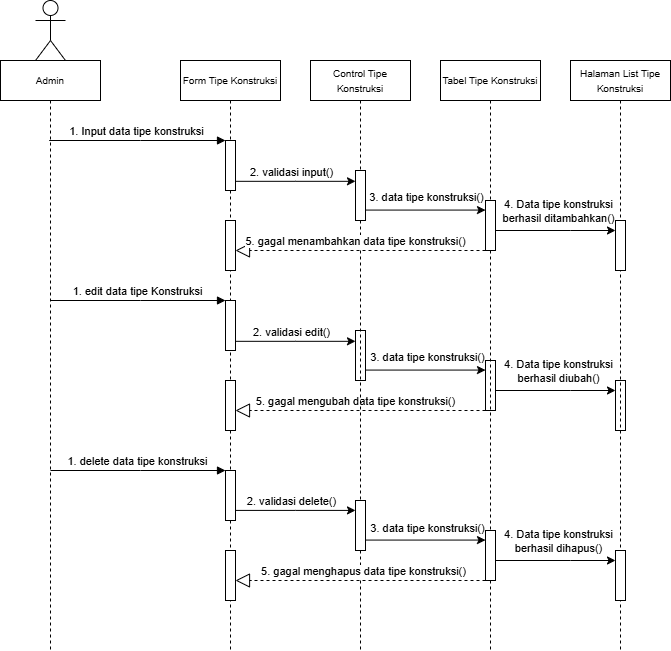 Admin
Form Tipe Konstruksi
Control Tipe
Konstruksi
Tabel Tipe Konstruksi
Halaman List Tipe
Konstruksi
1. Input data tipe konstruksi
2. validasi input()
3. data tipe konstruksi()
4. Data tipe konstruksi
berhasil ditambahkan()
5. gagal menambahkan data tipe konstruksi()
1. edit data tipe Konstruksi
2. validasi edit()
3. data tipe konstruksi()
4. Data tipe konstruksi
berhasil diubah()
5. gagal mengubah data tipe konstruksi()
1. delete data tipe konstruksi
2. validasi delete()
3. data tipe konstruksi()
4. Data tipe konstruksi
berhasil dihapus()
5. gagal menghapus data tipe konstruksi()